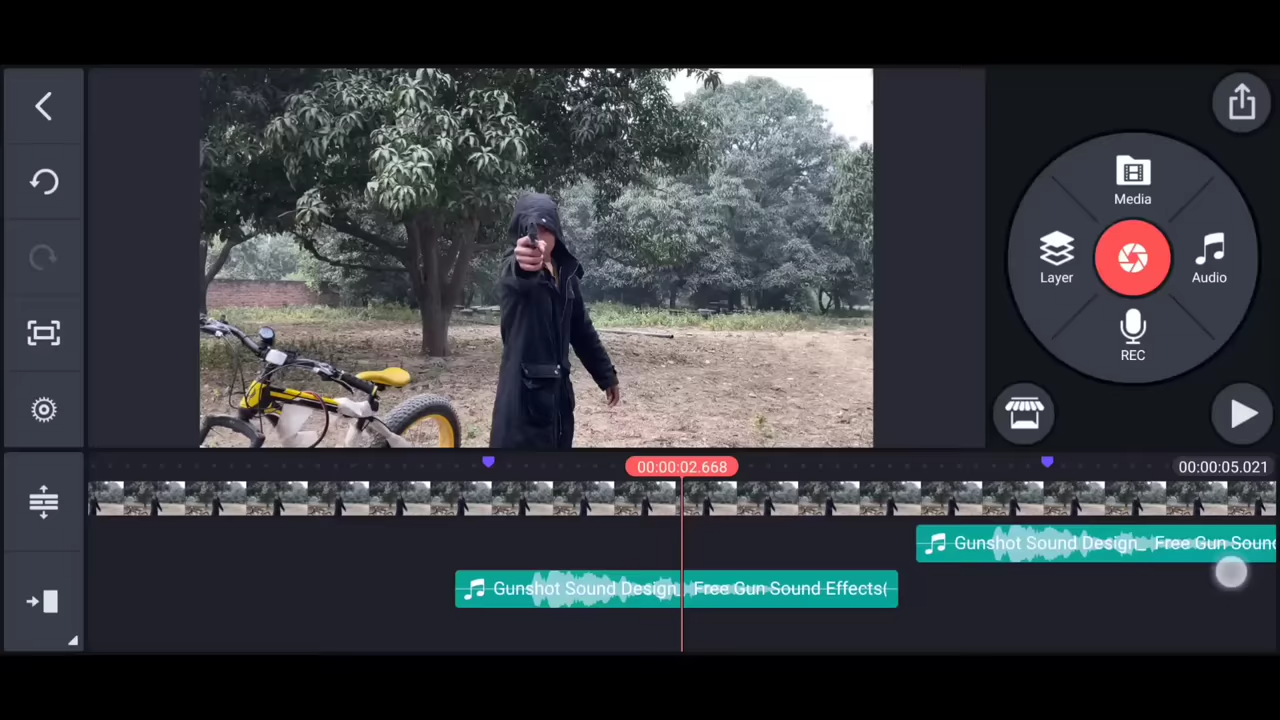 Media
Layer
Audio
REC
00:00:02.668
00:00:05.021
Gunshot Sound Design_ Free Gun Soun
Gunshot Sound Design_ Free Gun Sound Effects(